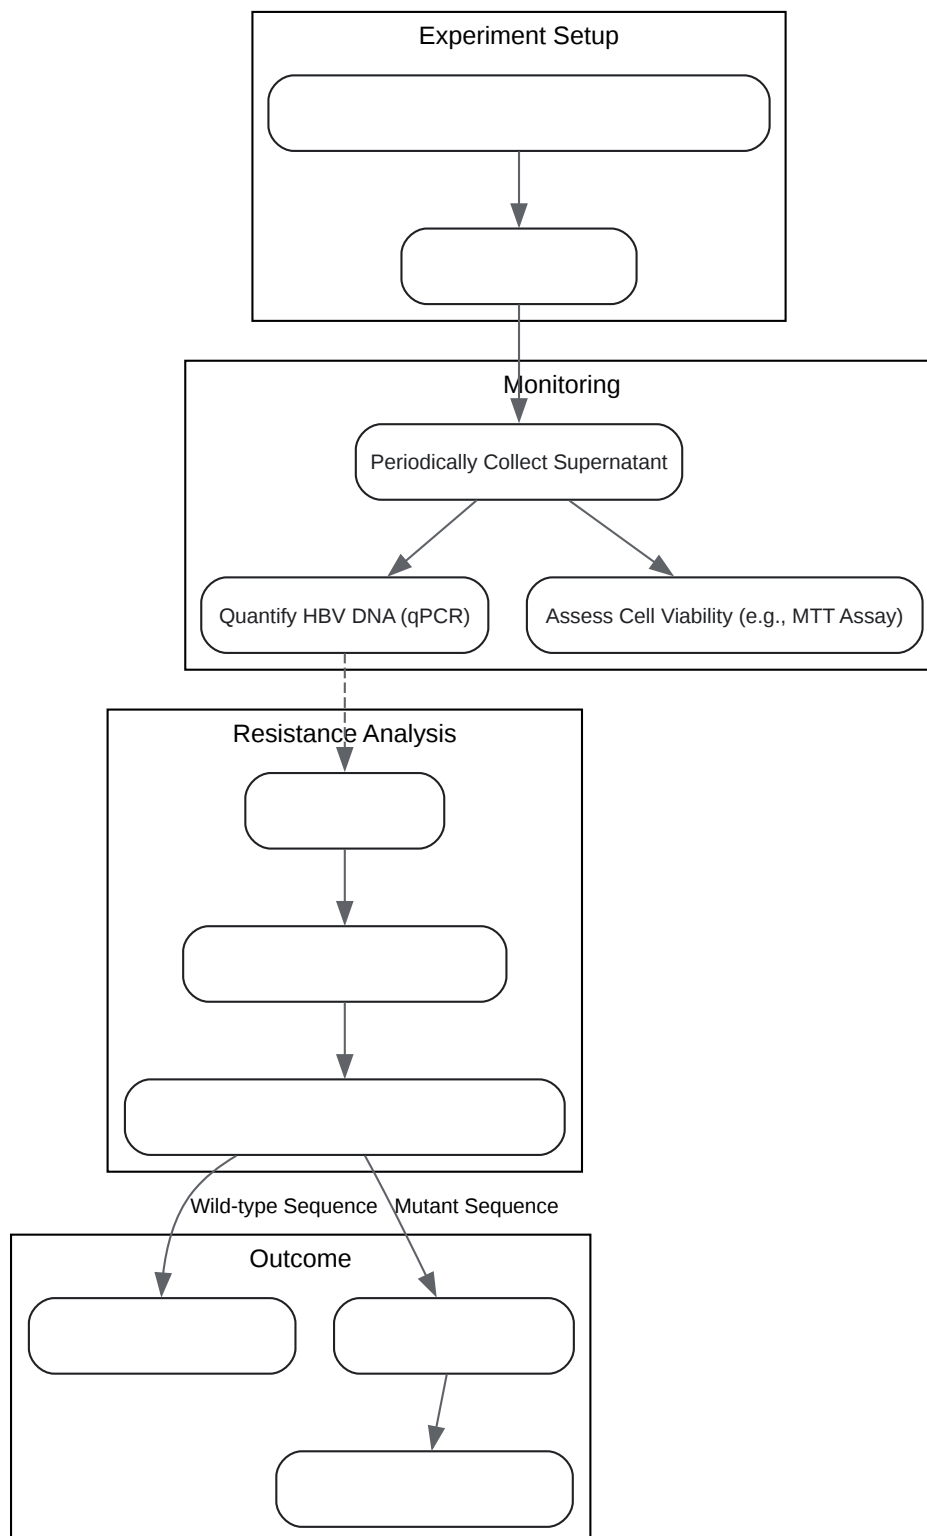 Experiment Setup
Monitoring
Periodically Collect Supernatant
Quantify HBV DNA (qPCR)
Assess Cell Viability (e.g., MTT Assay)
Resistance Analysis
Wild-type Sequence
Mutant Sequence
Outcome